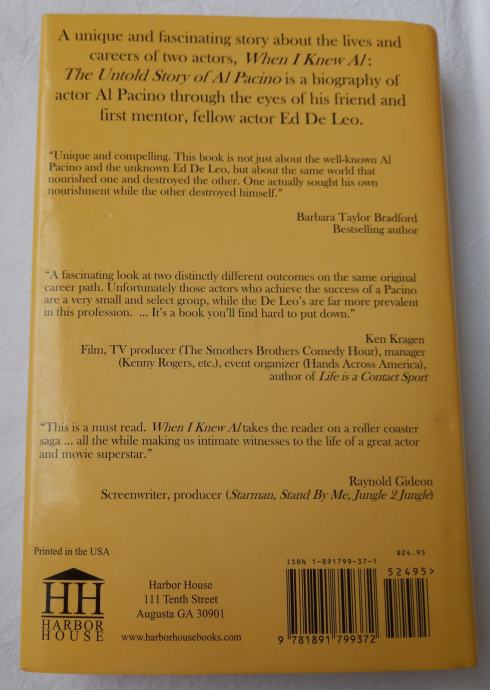 A unique and fascinating story about the lives and
careers of two actors, When I Knew Al:
The Untold Story of Al Pacino is a biography of
actor Al Pacino through the eyes of his friend and
first mentor, fellow actor Ed De Leo.
“Unique and compelling. This book is not just about the well-known Al
Pacino and the unknown Ed De Leo, but about the same world that
nourished one and destroyed the other. One actually sought his own
nourishment while the other destroyed himself.”
Barbara Taylor Bradford
Bestselling author
“A fascinating look at two distinctly different outcomes on the same original
career path. Unfortunately those actors who achieve the success of a Pacino
are a very small and select group, while the De Leo’s are far more prevalent
in this profession. ... It’s a book you’ll find hard to put down.”
Ken Kragen
Film, TV producer (The Smothers Brothers Comedy Hour), manager
(Kenny Rogers, etc.), event organizer (Hands Across America),
author of Life is a Contact Sport
“This is a must read. When I Knew Al takes the reader on a roller coaster
saga ... all the while making us intimate witnesses to the life of a great actor
and movie superstar.”
Raynold Gideon
Screenwriter, producer (Starman, Stand By Me, Jungle 2 Jungle)
Printed in the USA
HH
HARBOR
HOUSE
Harbor House
111 Tenth Street
Augusta GA 30901
www.harborhousebooks.com
$24.95
ISBN 1-891799-37-1
52495>
9 781891 799372